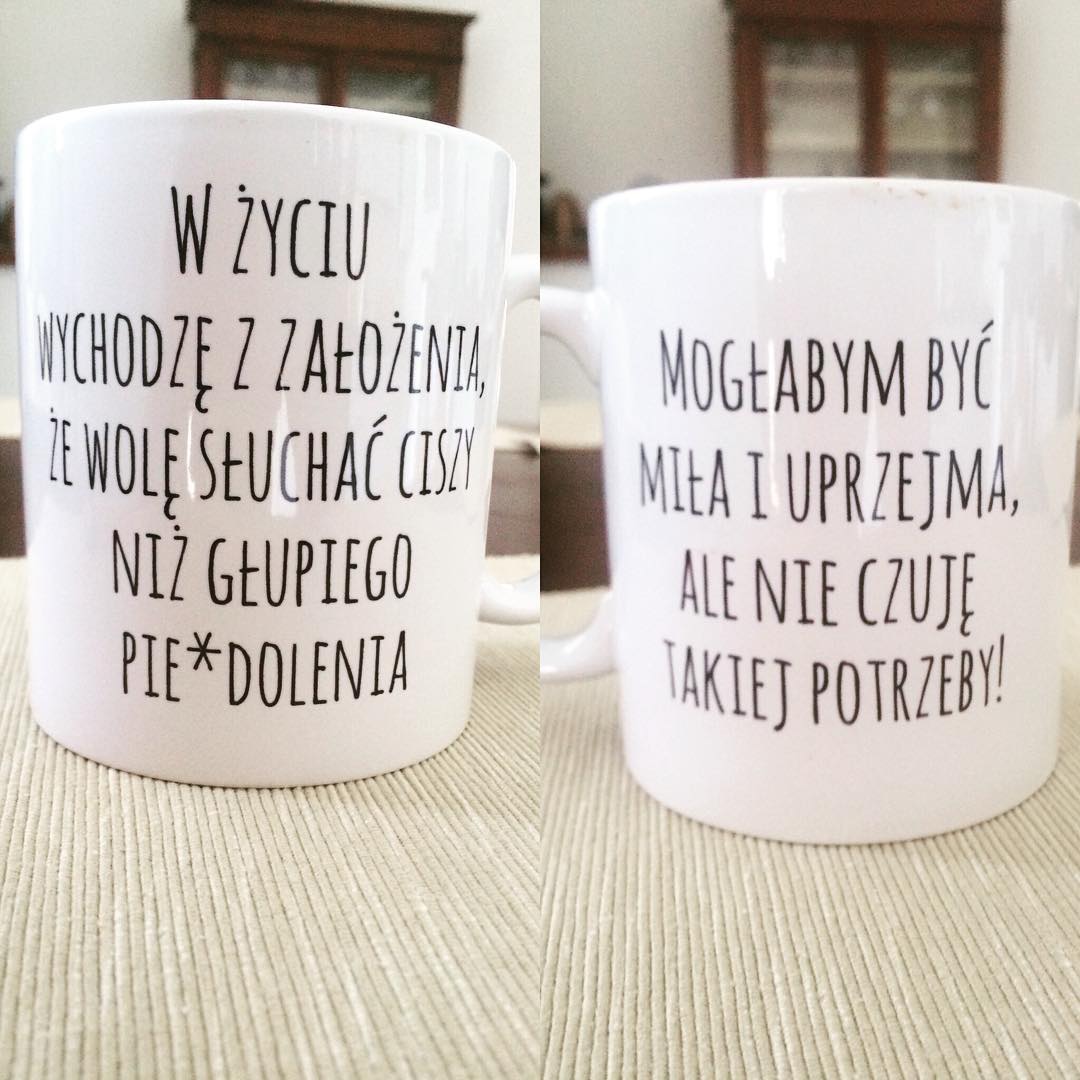 W ŻYCIU
WYCHODZĘ Z ZAŁOŻENIA,
ŻE WOLĘ SŁUCHAĆ CISZY
NIŻ GŁUPIEGO
PIE*DOLENIA
MOGŁABYM BYĆ
MIŁA I UPRZEJMA,
ALE NIE CZUJĘ
TAKIEJ POTRZEBY!